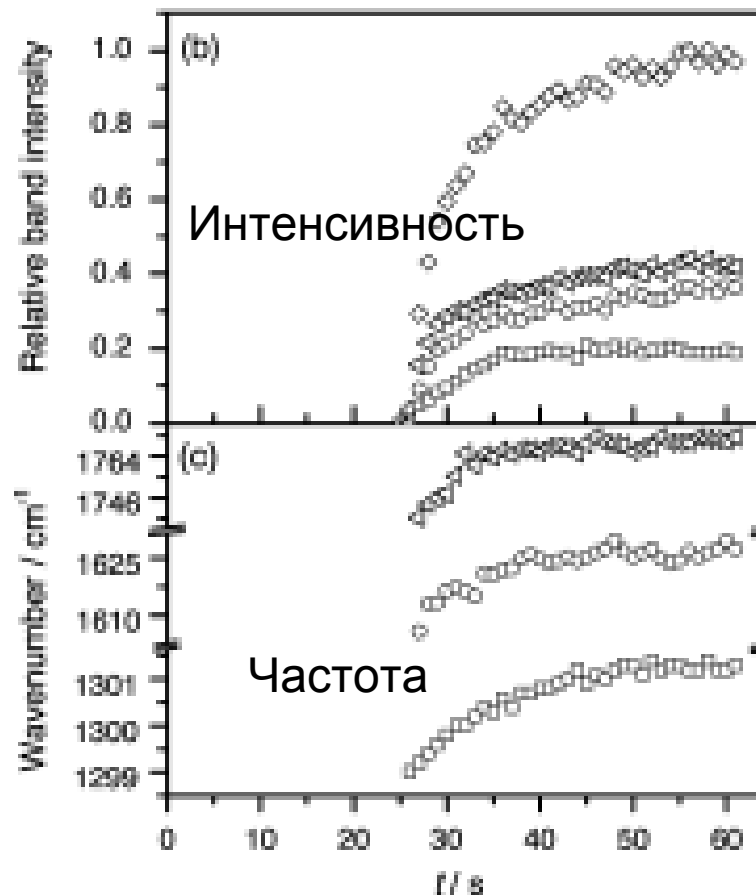 (b)
1.0
0.8
0.6
0.4
0.2
0.0
Relative band intensity
Интенсивность
(c)
1764
1746
1625
1610
1301
1300
1299
Wavenumber / cm⁻¹
Частота
0 10 20 30 40 50 60
t / s